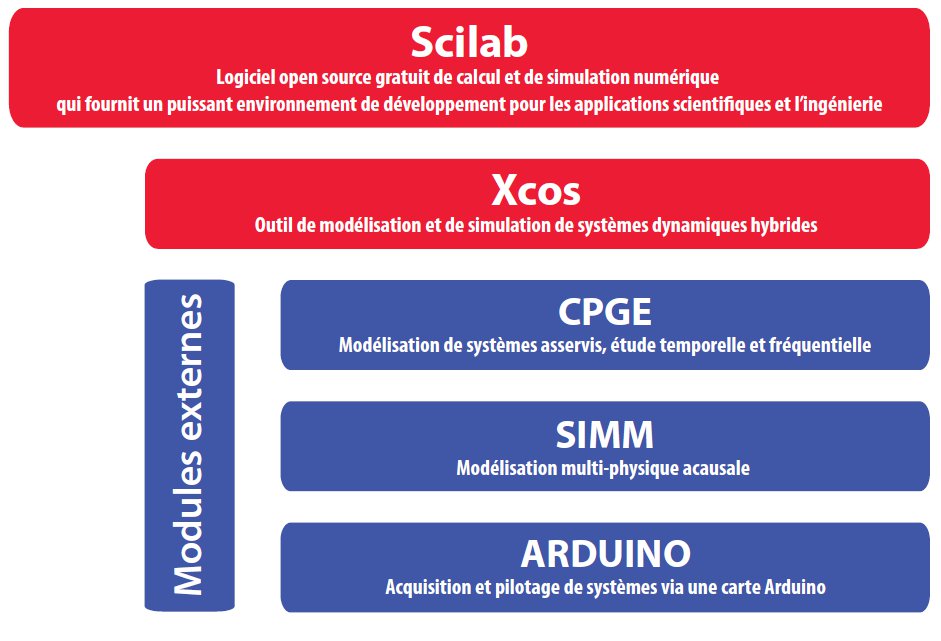 Scilab
Logiciel open source gratuit de calcul et de simulation numérique
qui fournit un puissant environnement de développement pour les applications scientifiques et l'ingénierie
Xcos
Outil de modélisation et de simulation de systèmes dynamiques hybrides
Modules externes
CPGE
Modélisation de systèmes asservis, étude temporelle et fréquentielle
SIMM
Modélisation multi-physique acausale
ARDUINO
Acquisition et pilotage de systèmes via une carte Arduino